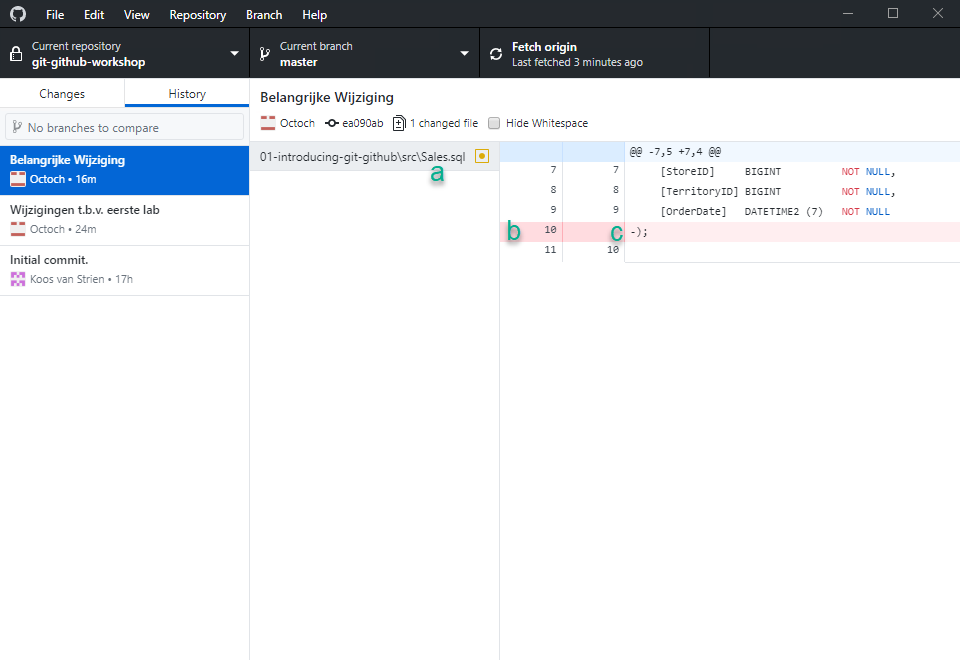 File Edit View Repository Branch Help
Current repository
git-github-workshop
Current branch
master
Fetch origin
Last fetched 3 minutes ago
Changes History
No branches to compare
Belangrijke Wijziging
Octoch • 16m
Wijzigingen t.b.v. eerste lab
Octoch • 24m
Initial commit.
Koos van Strien • 17h
Belangrijke Wijziging
Octoch ea090ab 1 changed file Hide Whitespace
01-introducing-git-github\src\Sales.sql
a
@@ -7,5 +7,4 @@
7 7 [StoreID] BIGINT NOT NULL,
8 8 [TerritoryID] BIGINT NOT NULL,
9 9 [OrderDate] DATETIME2 (7) NOT NULL
b 10 c -);
11 10